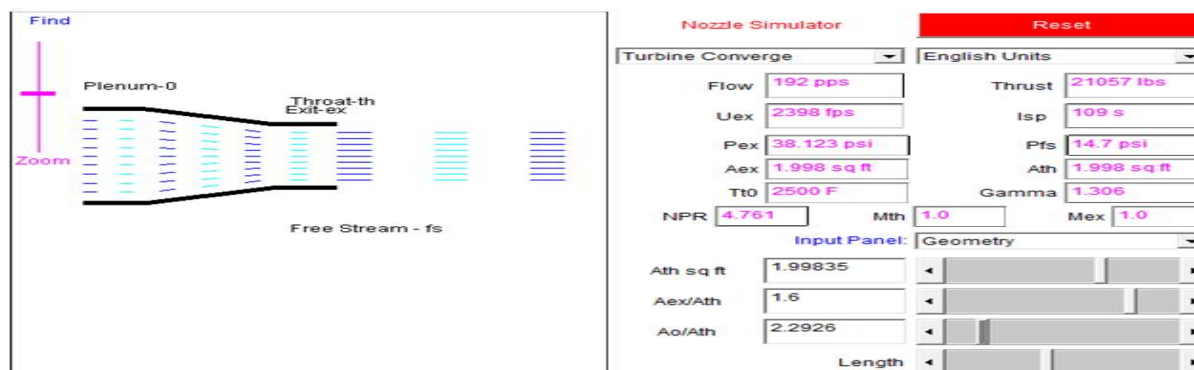 Find
Zoom
Plenum-0
Throat-th
Exit-ex
Free Stream - fs
Nozzle Simulator Reset
Turbine Converge English Units
Flow 192 pps Thrust 21057 lbs
Uex 2398 fps Isp 109 s
Pex 38.123 psi Pfs 14.7 psi
Aex 1.998 sq ft Ath 1.998 sq ft
Tt0 2500 F Gamma 1.306
NPR 4.761 Mth 1.0 Mex 1.0
Input Panel: Geometry
Ath sq ft 1.99835
Aex/Ath 1.6
Ao/Ath 2.2926
Length